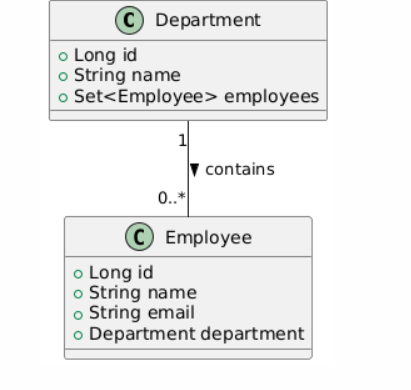 C Department
Long id
String name
Set<Employee> employees
1
contains
0..*
C Employee
Long id
String name
String email
Department department